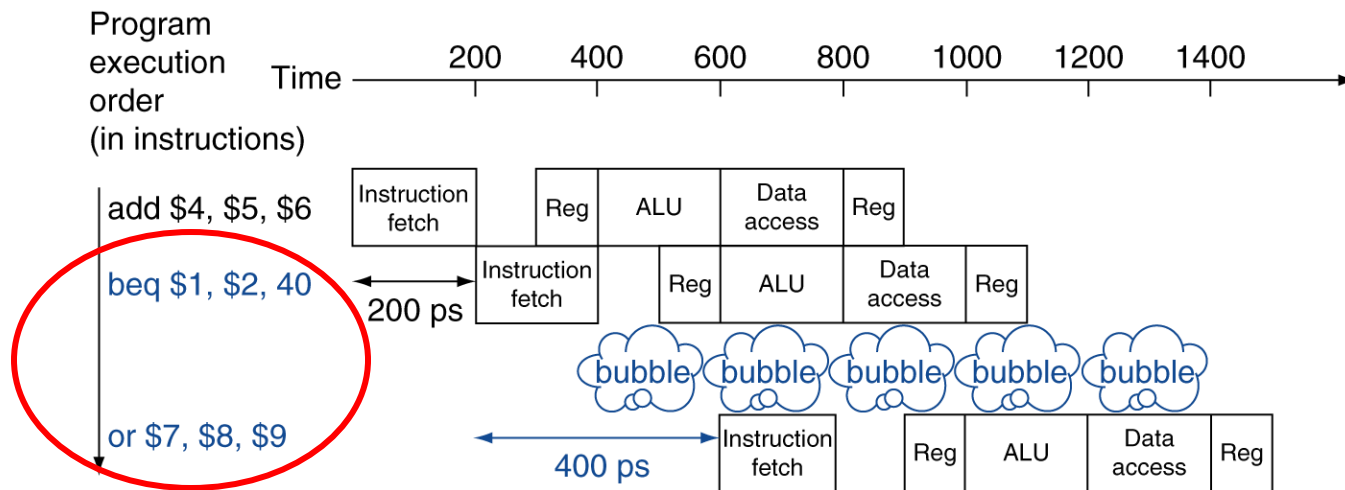 Program
execution
order
(in instructions)
Time
200 400 600 800 1000 1200 1400
add $4, $5, $6
Instruction
fetch
Reg
ALU
Data
access
Reg
beq $1, $2, 40
200 ps
Instruction
fetch
Reg
ALU
Data
access
Reg
bubble bubble bubble bubble bubble
or $7, $8, $9
400 ps
Instruction
fetch
Reg
ALU
Data
access
Reg